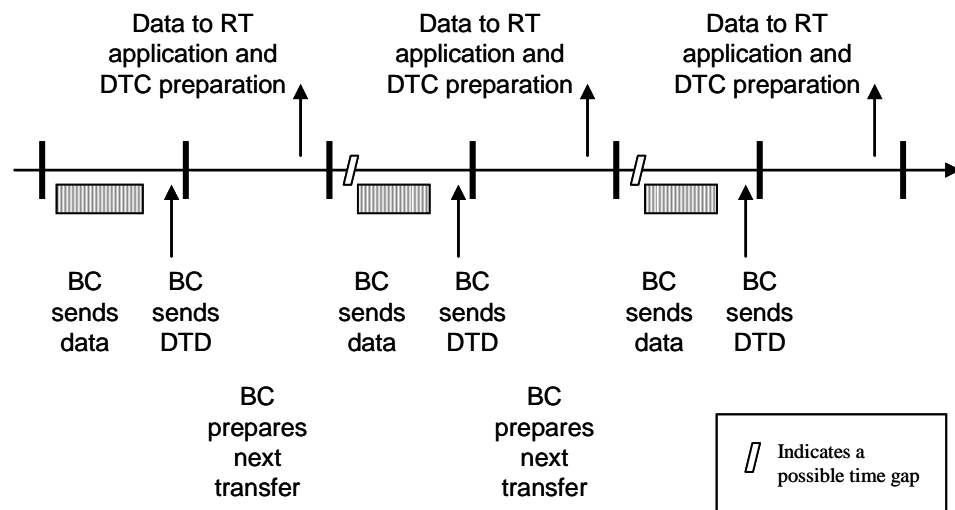 Data to RT
application and
DTC preparation
Data to RT
application and
DTC preparation
Data to RT
application and
DTC preparation
BC
sends
data
BC
sends
DTD
BC
sends
data
BC
sends
DTD
BC
sends
data
BC
sends
DTD
BC
prepares
next
transfer
BC
prepares
next
transfer
Indicates a
possible time gap